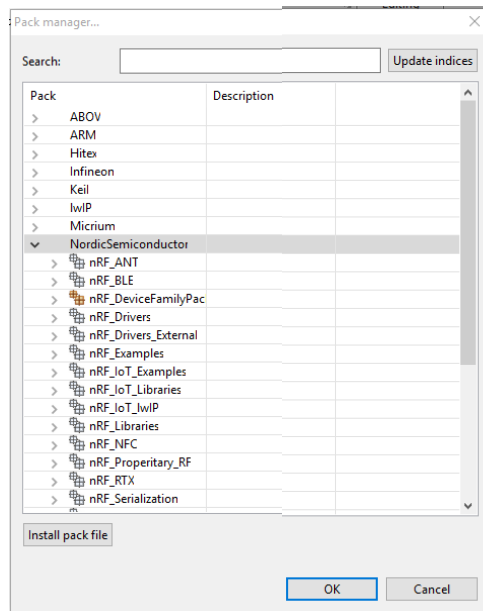 Pack manager...
Search:
Update indices
Pack Description
ABOV
ARM
Hitex
Infineon
Keil
lwIP
Micrium
NordicSemiconductor
nRF_ANT
nRF_BLE
nRF_DeviceFamilyPac
nRF_Drivers
nRF_Drivers_External
nRF_Examples
nRF_IoT_Examples
nRF_IoT_Libraries
nRF_IoT_lwIP
nRF_Libraries
nRF_NFC
nRF_Properitary_RF
nRF_RTX
nRF_Serialization
Install pack file
OK Cancel